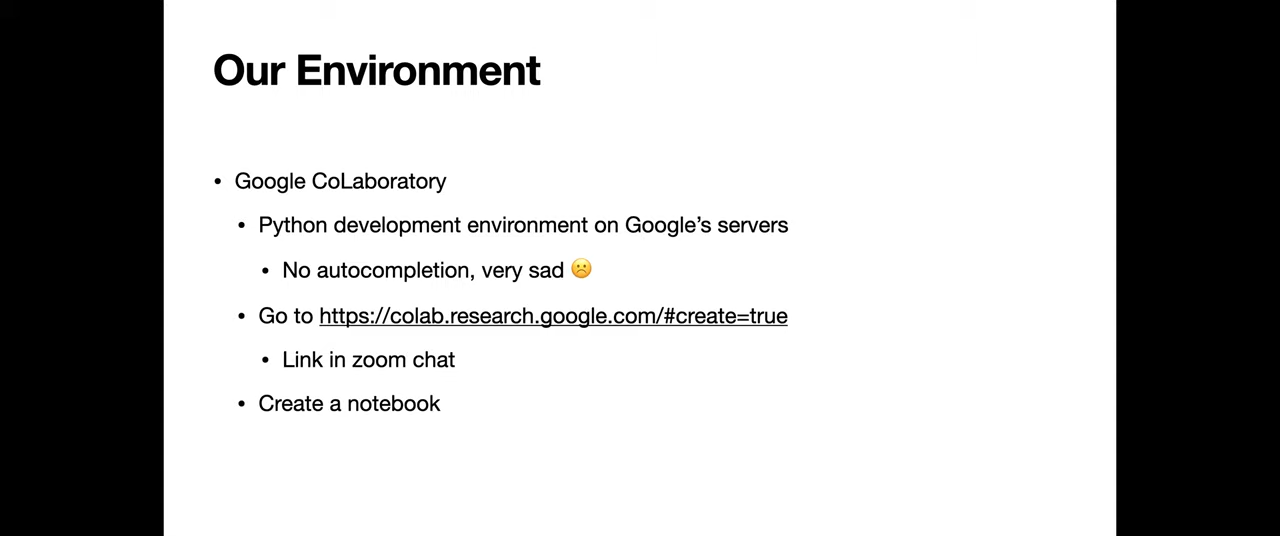 Our Environment
• Google CoLaboratory
• Python development environment on Google’s servers
• No autocompletion, very sad ☹️
• Go to https://colab.research.google.com/#create=true
• Link in zoom chat
• Create a notebook